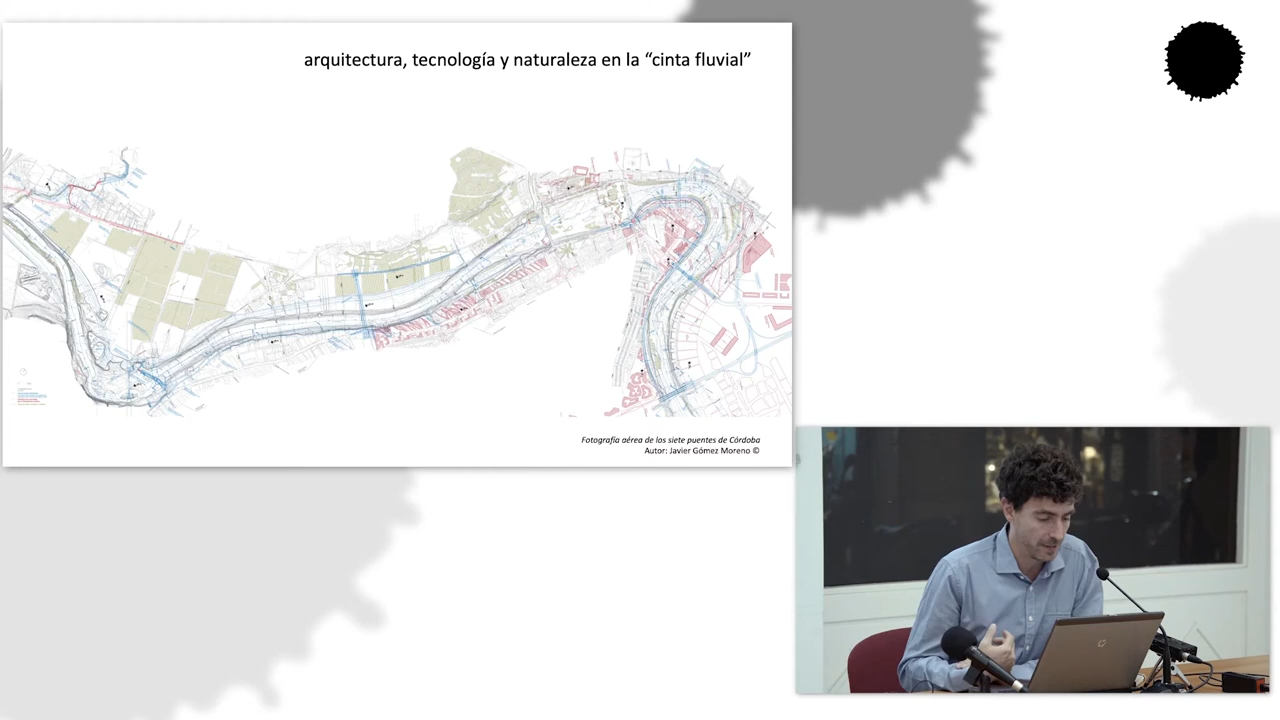 arquitectura, tecnología y naturaleza en la “cinta fluvial”
Fotografía aérea de los siete puentes de Córdoba
Autor: Javier Gómez Moreno ©